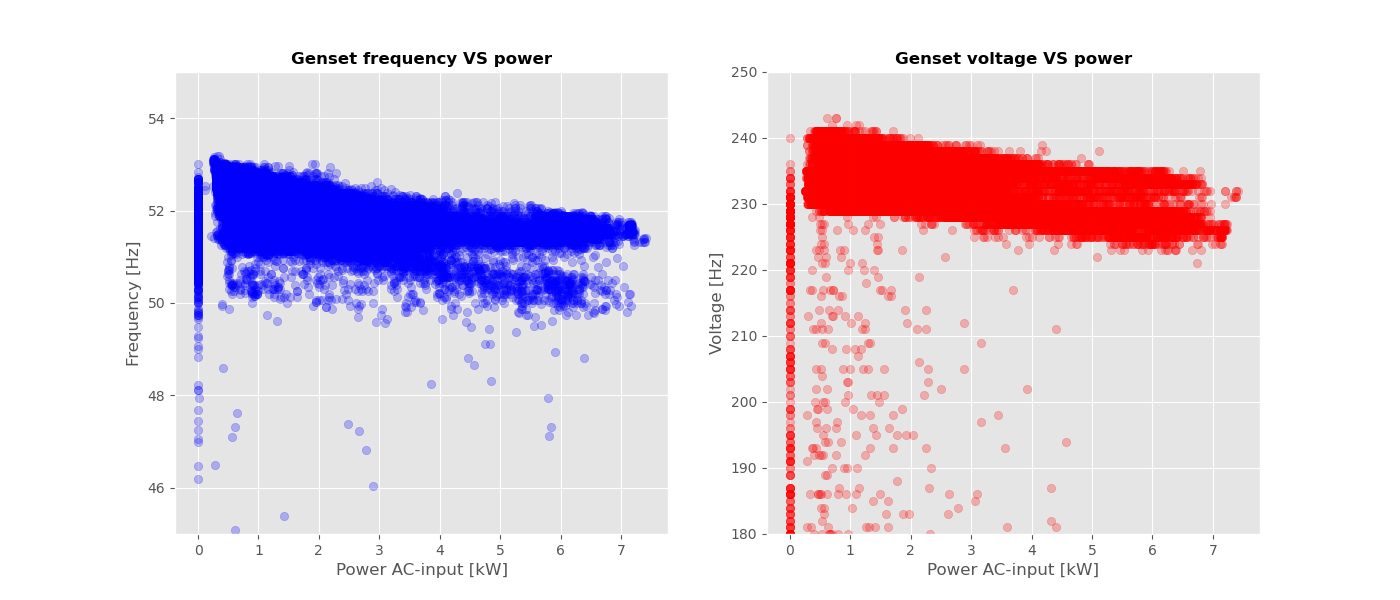 Genset frequency VS power
54
52
50
48
46
Frequency [Hz]
0 1 2 3 4 5 6 7
Power AC-input [kW]
Genset voltage VS power
250
240
230
220
210
200
190
180
Voltage [Hz]
0 1 2 3 4 5 6 7
Power AC-input [kW]